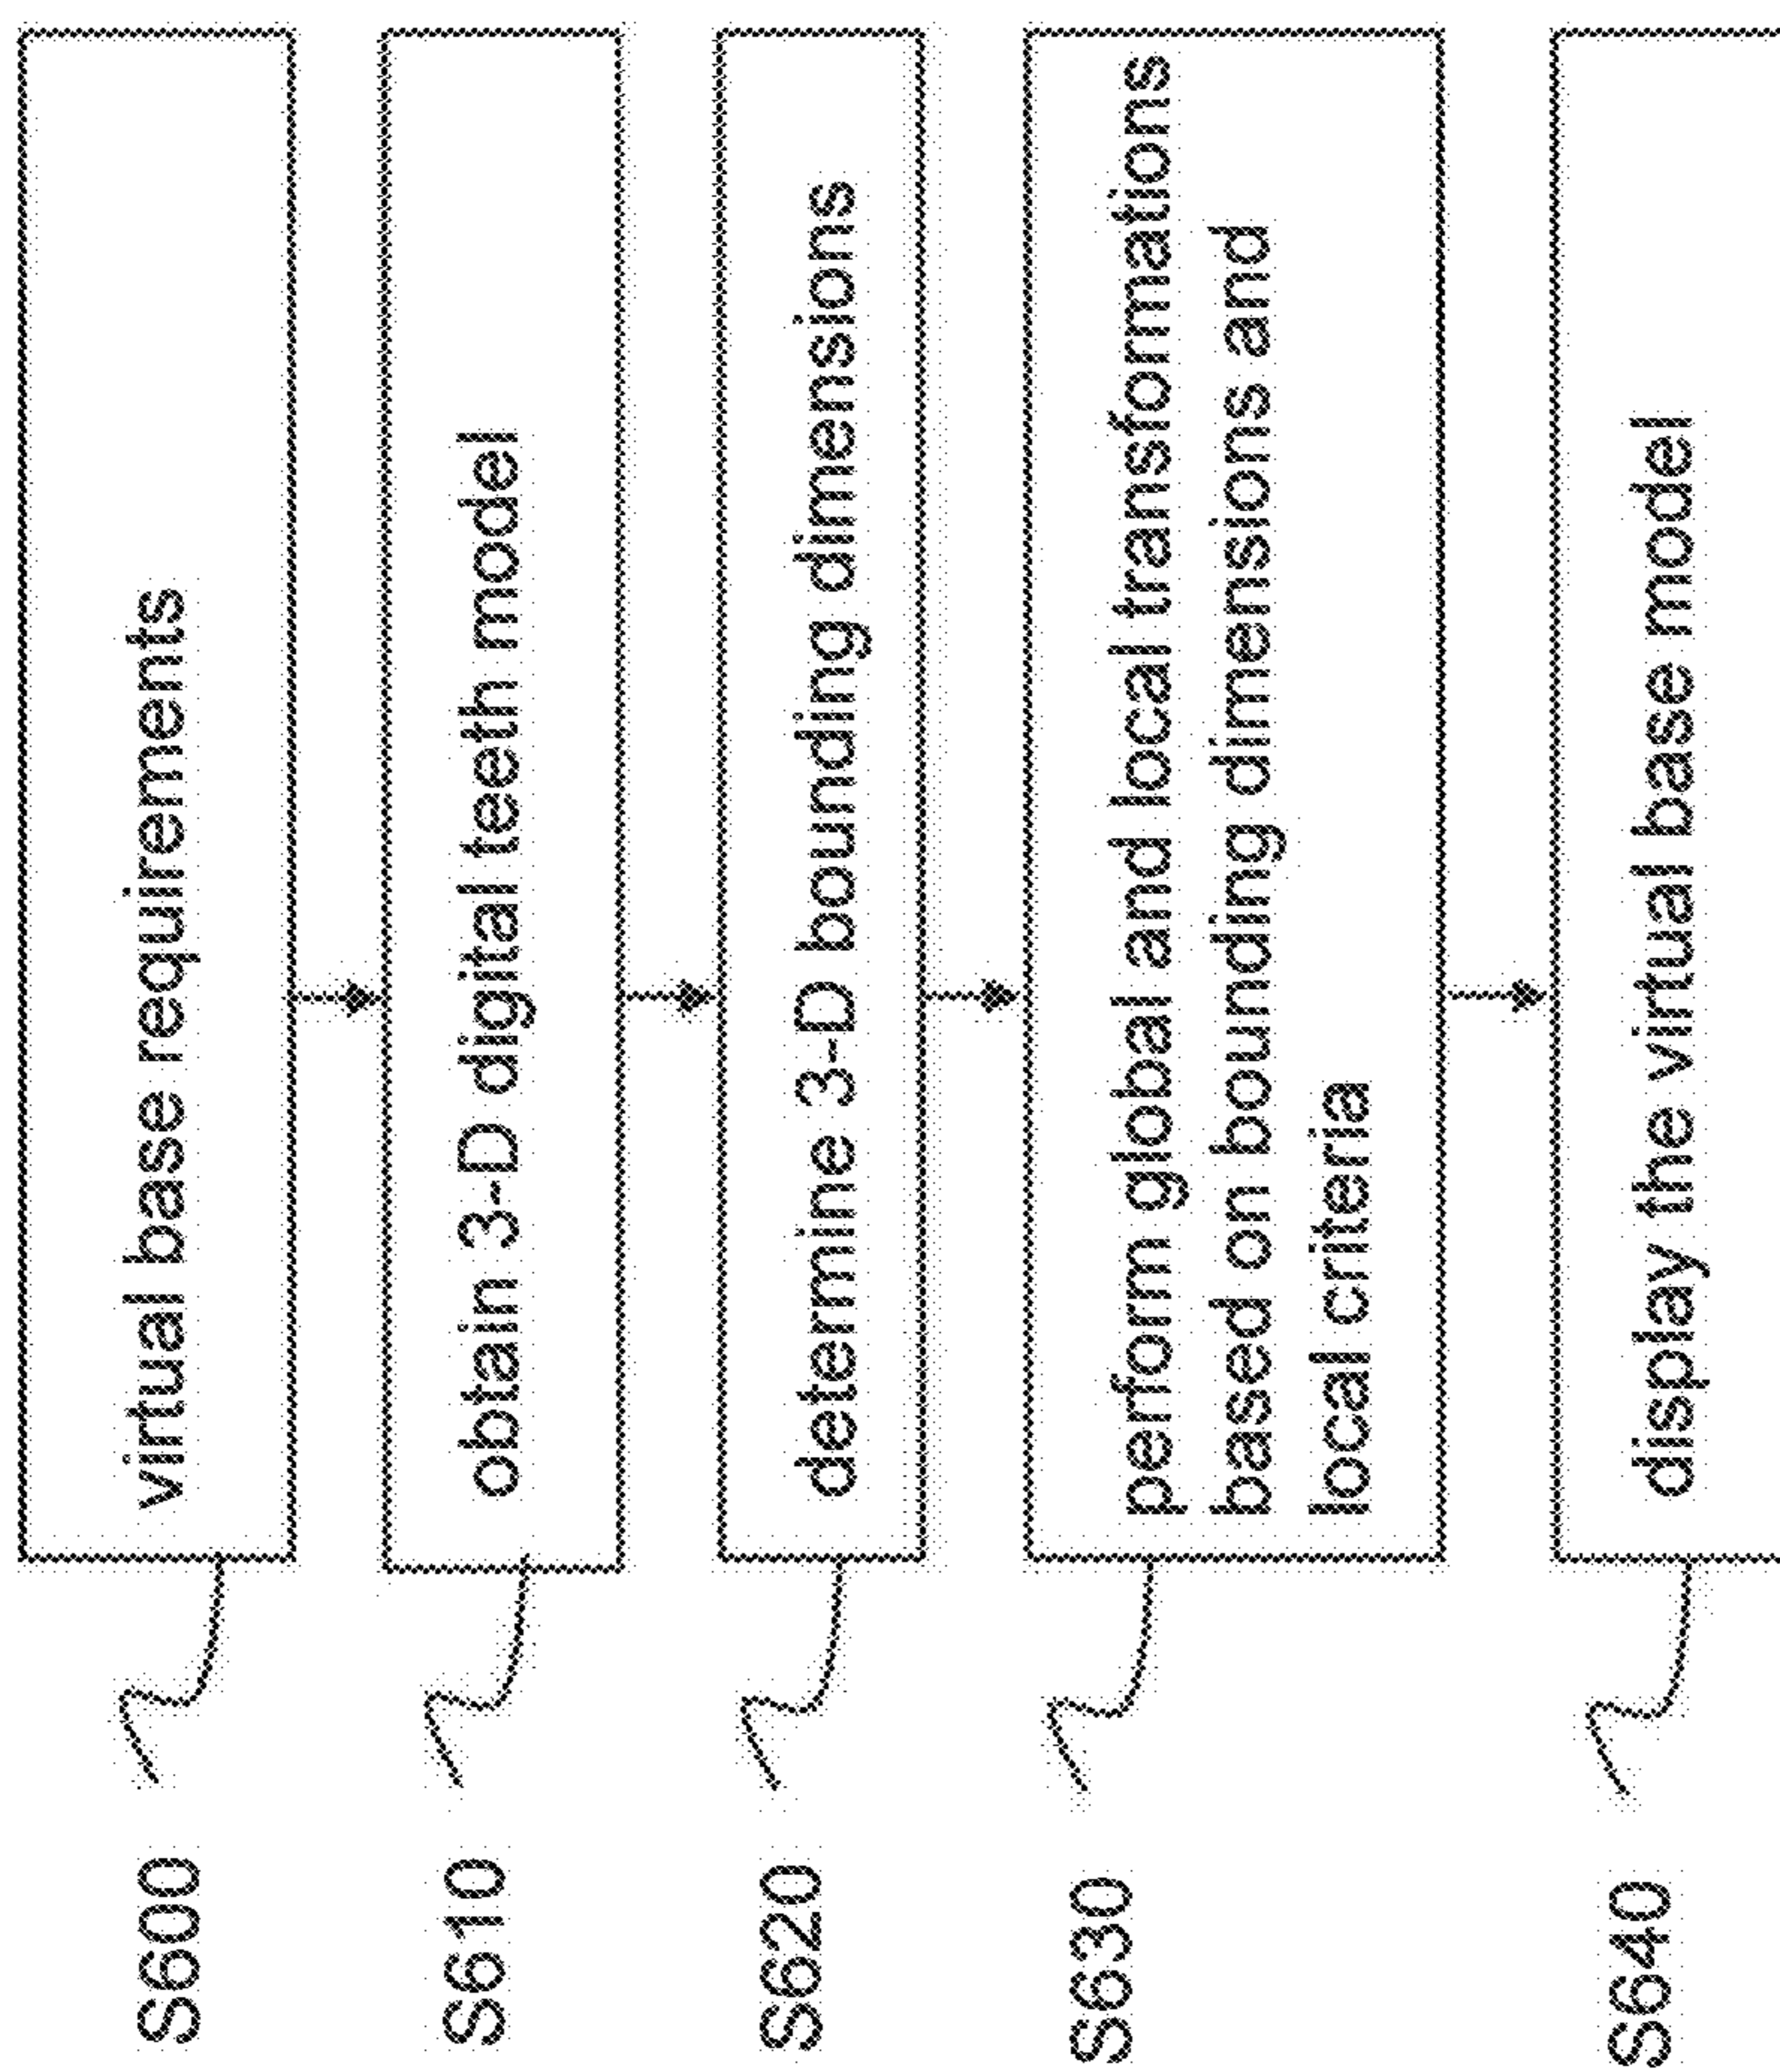 S600
virtual base requirements
S610
obtain 3-D digital teeth model
S620
determine 3-D bounding dimensions
S630
perform global and local transformations
based on bounding dimensions and
local criteria
S640
display the virtual base model